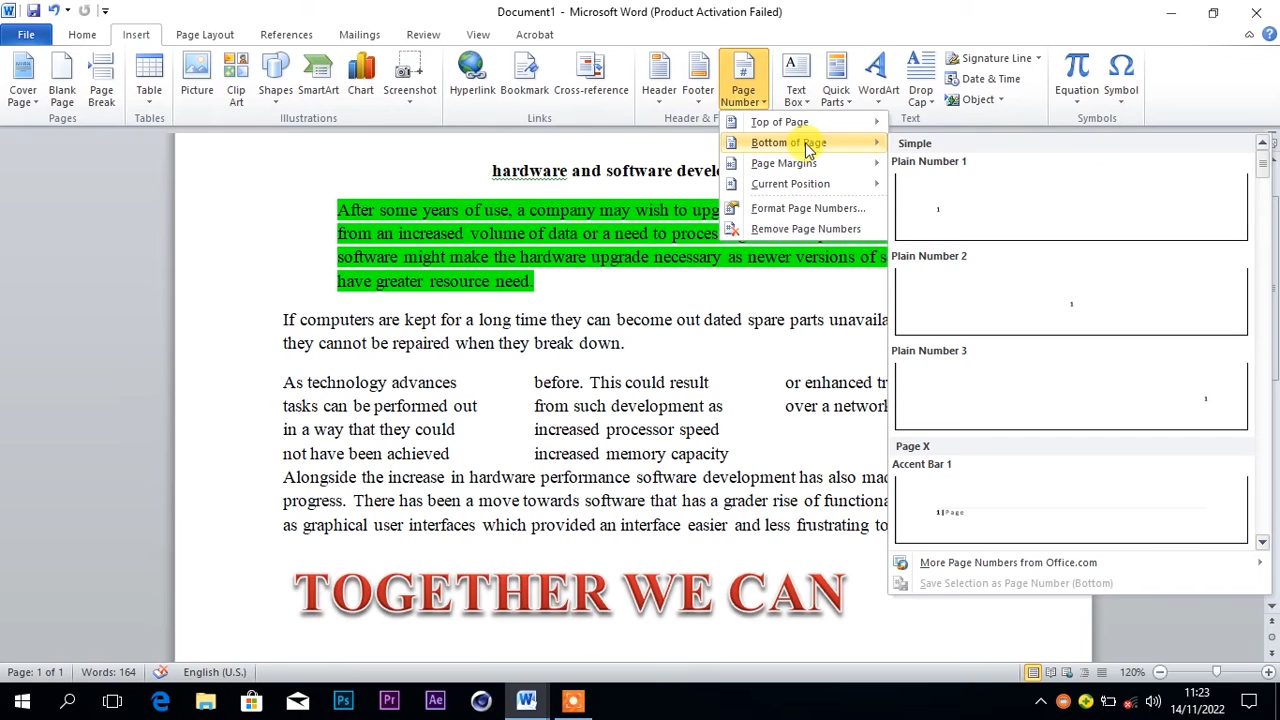 Document1 - Microsoft Word (Product Activation Failed)
File Home Insert Page Layout References Mailings Review View Acrobat
Cover Page
Blank Page
Page Break
Table
Picture
Clip Art
Shapes
SmartArt
Chart
Screenshot
Hyperlink
Bookmark
Cross-reference
Header
Footer
Page Number
Text Box
Quick Parts
WordArt
Drop Cap
Signature Line
Date & Time
Object
Equation
Symbol
Pages Tables Illustrations Links Header & F Text Symbols
Top of Page
Bottom of Page
Page Margins
Current Position
Format Page Numbers...
Remove Page Numbers
Simple
Plain Number 1
1
Plain Number 2
1
Plain Number 3
1
Page X
Accent Bar 1
1 | Page
More Page Numbers from Office.com
Save Selection as Page Number (Bottom)
hardware and software devel
After some years of use, a company may wish to upg
from an increased volume of data or a need to proces
software might make the hardware upgrade necessary as newer versions of s
have greater resource need.
If computers are kept for a long time they can become out dated spare parts unavaila
they cannot be repaired when they break down.
As technology advances
tasks can be performed out
in a way that they could
not have been achieved
before. This could result
from such development as
increased processor speed
increased memory capacity
or enhanced tr
over a network
Alongside the increase in hardware performance software development has also mad
progress. There has been a move towards software that has a grader rise of functiona
as graphical user interfaces which provided an interface easier and less frustrating to
TOGETHER WE CAN
Page: 1 of 1 Words: 164 English (U.S.) 120%
Ps Pr Ae W
11:23
14/11/2022